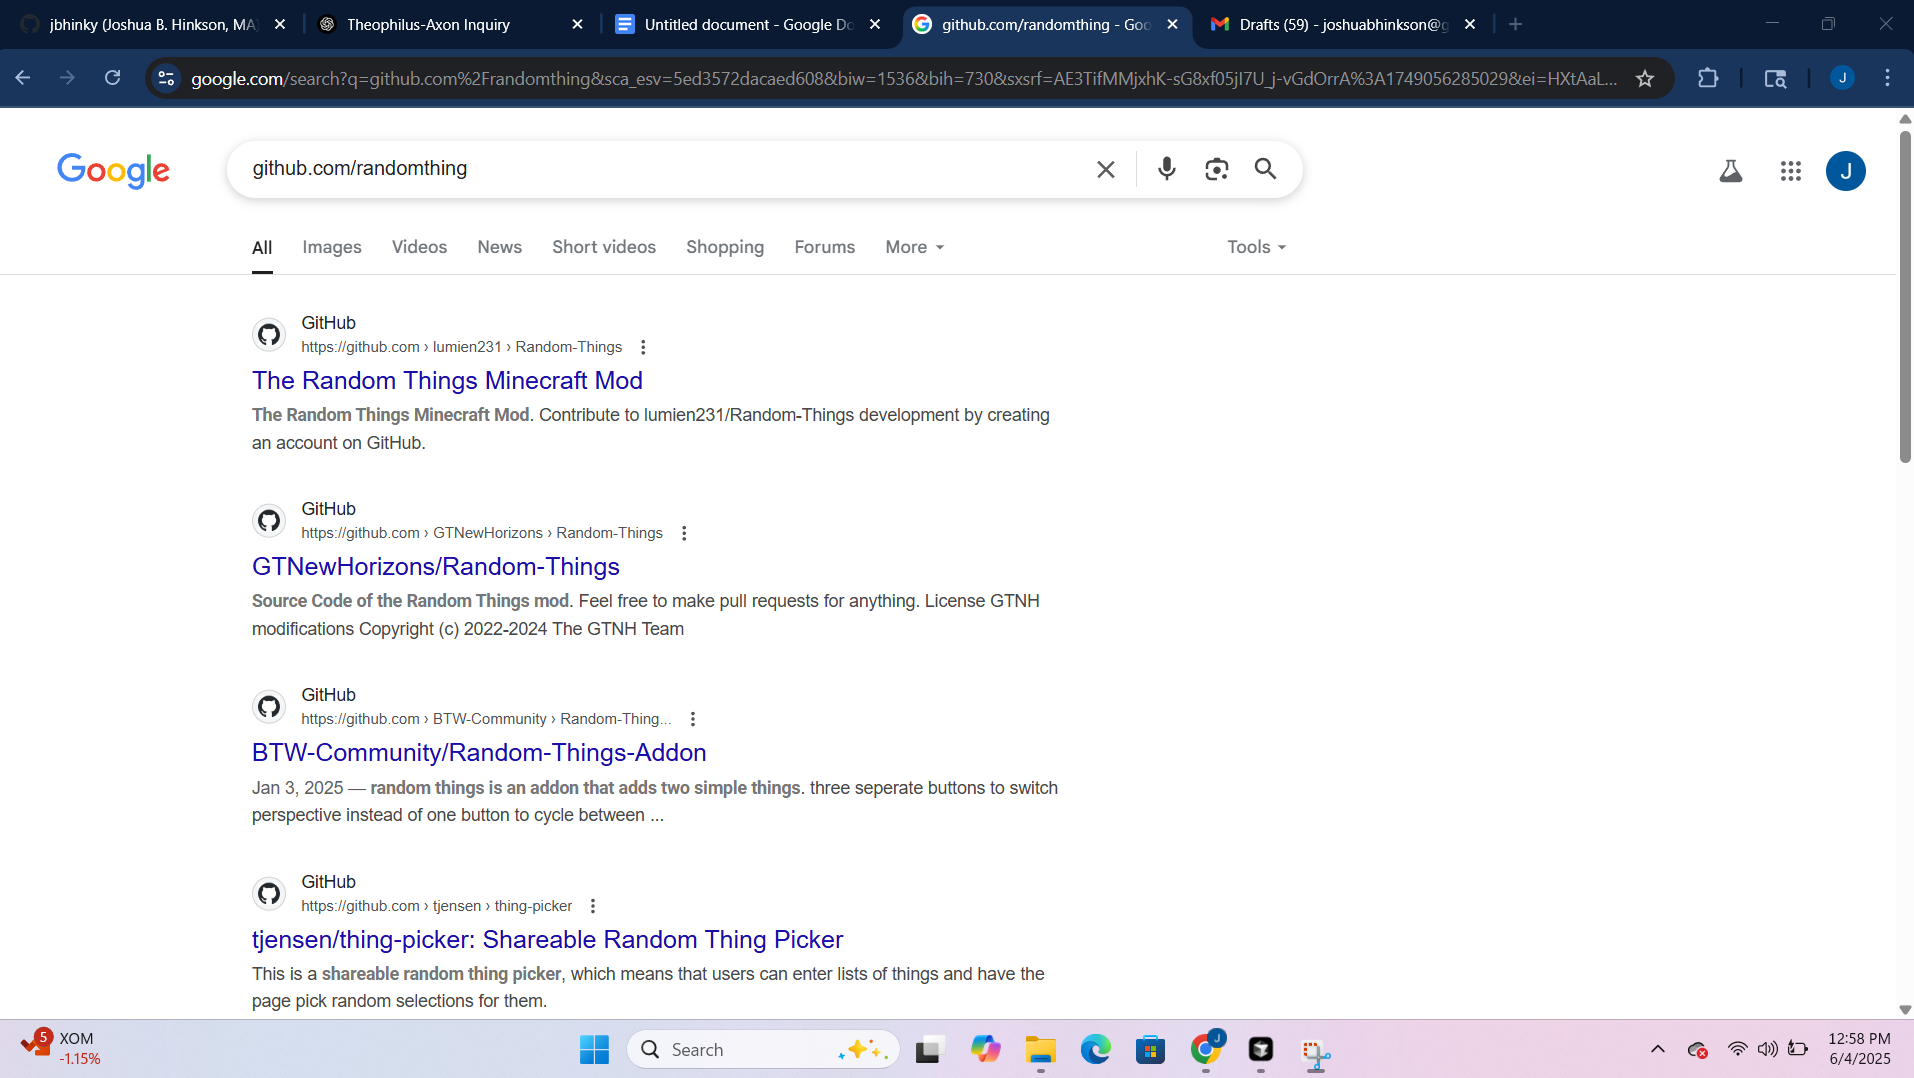 jbhinky (Joshua B. Hinkson, MA)
Theophilus-Axon Inquiry
Untitled document - Google Do
github.com/randomthing - Goo
Drafts (59) - joshuabhinkson@g
google.com/search?q=github.com%2Frandomthing&sca_esv=5ed3572dacaed608&biw=1536&bih=730&sxsrf=AE3TifMMjxhK-sG8xf05jI7U_j-vGdOrrA%3A1749056285029&ei=HXtAaL...
J
Google
github.com/randomthing
J
All
Images
Videos
News
Short videos
Shopping
Forums
More
Tools
GitHub
https://github.com › lumien231 › Random-Things
The Random Things Minecraft Mod
The Random Things Minecraft Mod. Contribute to lumien231/Random-Things development by creating
an account on GitHub.
GitHub
https://github.com › GTNewHorizons › Random-Things
GTNewHorizons/Random-Things
Source Code of the Random Things mod. Feel free to make pull requests for anything. License GTNH
modifications Copyright (c) 2022-2024 The GTNH Team
GitHub
https://github.com › BTW-Community › Random-Thing...
BTW-Community/Random-Things-Addon
Jan 3, 2025 — random things is an addon that adds two simple things. three seperate buttons to switch
perspective instead of one button to cycle between ...
GitHub
https://github.com › tjensen › thing-picker
tjensen/thing-picker: Shareable Random Thing Picker
This is a shareable random thing picker, which means that users can enter lists of things and have the
page pick random selections for them.
5
XOM
-1.15%
Search
J
12:58 PM
6/4/2025